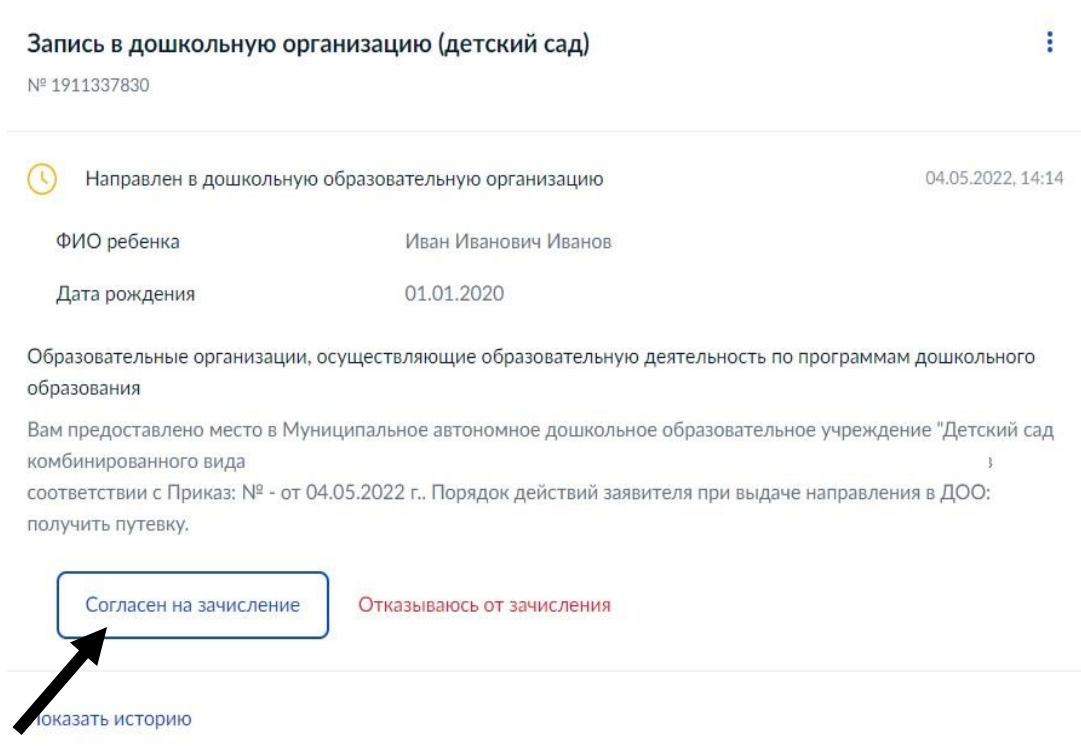 Запись в дошкольную организацию (детский сад)
№ 1911337830
Направлен в дошкольную образовательную организацию 04.05.2022, 14:14
ФИО ребенка Иван Иванович Иванов
Дата рождения 01.01.2020
Образовательные организации, осуществляющие образовательную деятельность по программам дошкольного
образования
Вам предоставлено место в Муниципальное автономное дошкольное образовательное учреждение "Детский сад
комбинированного вида
соответствии с Приказ: № - от 04.05.2022 г.. Порядок действий заявителя при выдаче направления в ДОО:
получить путевку.
Согласен на зачисление Отказываюсь от зачисления
Показать историю